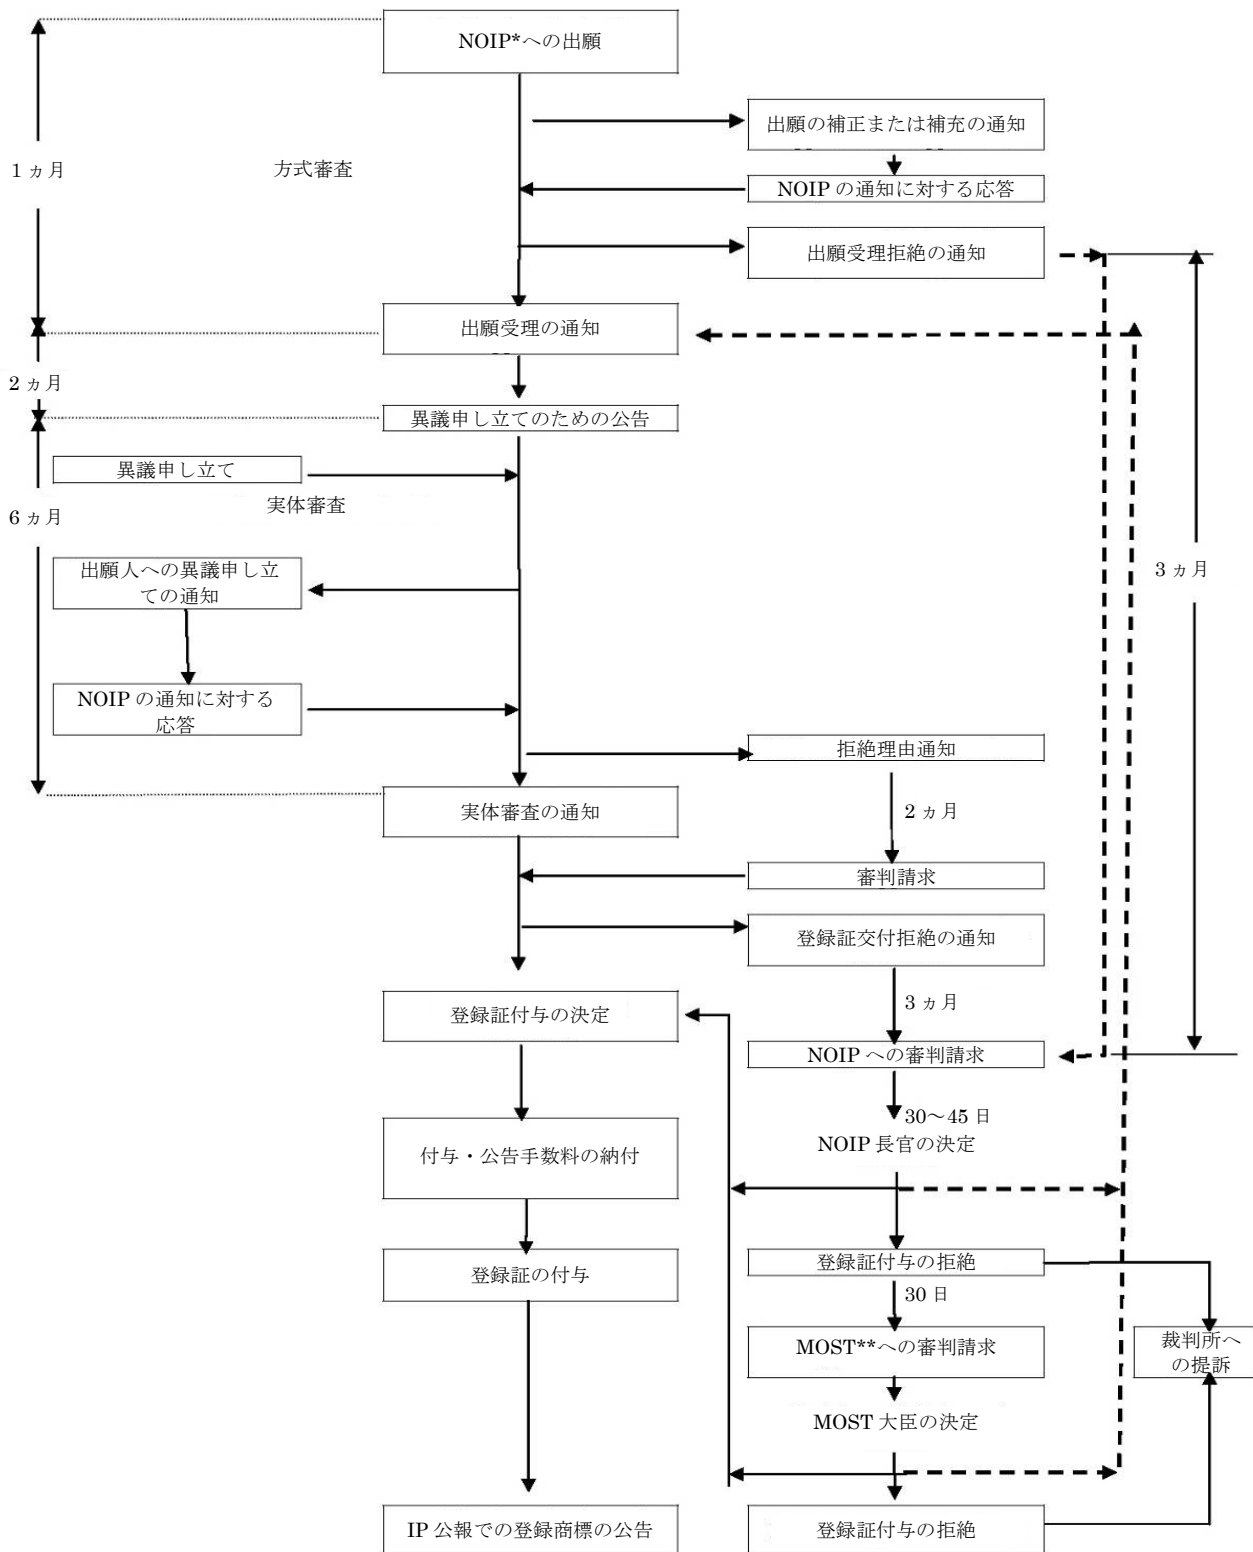 NOIP*への出願
出願の補正または補充の通知
1ヵ月
方式審査
NOIPの通知に対する応答
出願受理拒絶の通知
出願受理の通知
2ヵ月
異議申し立てのための公告
異議申し立て
実体審査
6ヵ月
3ヵ月
出願人への異議申し立
ての通知
NOIPの通知に対する
応答
拒絶理由通知
実体審査の通知
2ヵ月
審判請求
登録証交付拒絶の通知
3ヵ月
登録証付与の決定
NOIPへの審判請求
30～45日
NOIP長官の決定
付与・公告手数料の納付
登録証付与の拒絶
登録証の付与
30日
MOST**への審判請求
裁判所へ
の提訴
MOST大臣の決定
IP公報での登録商標の公告
登録証付与の拒絶